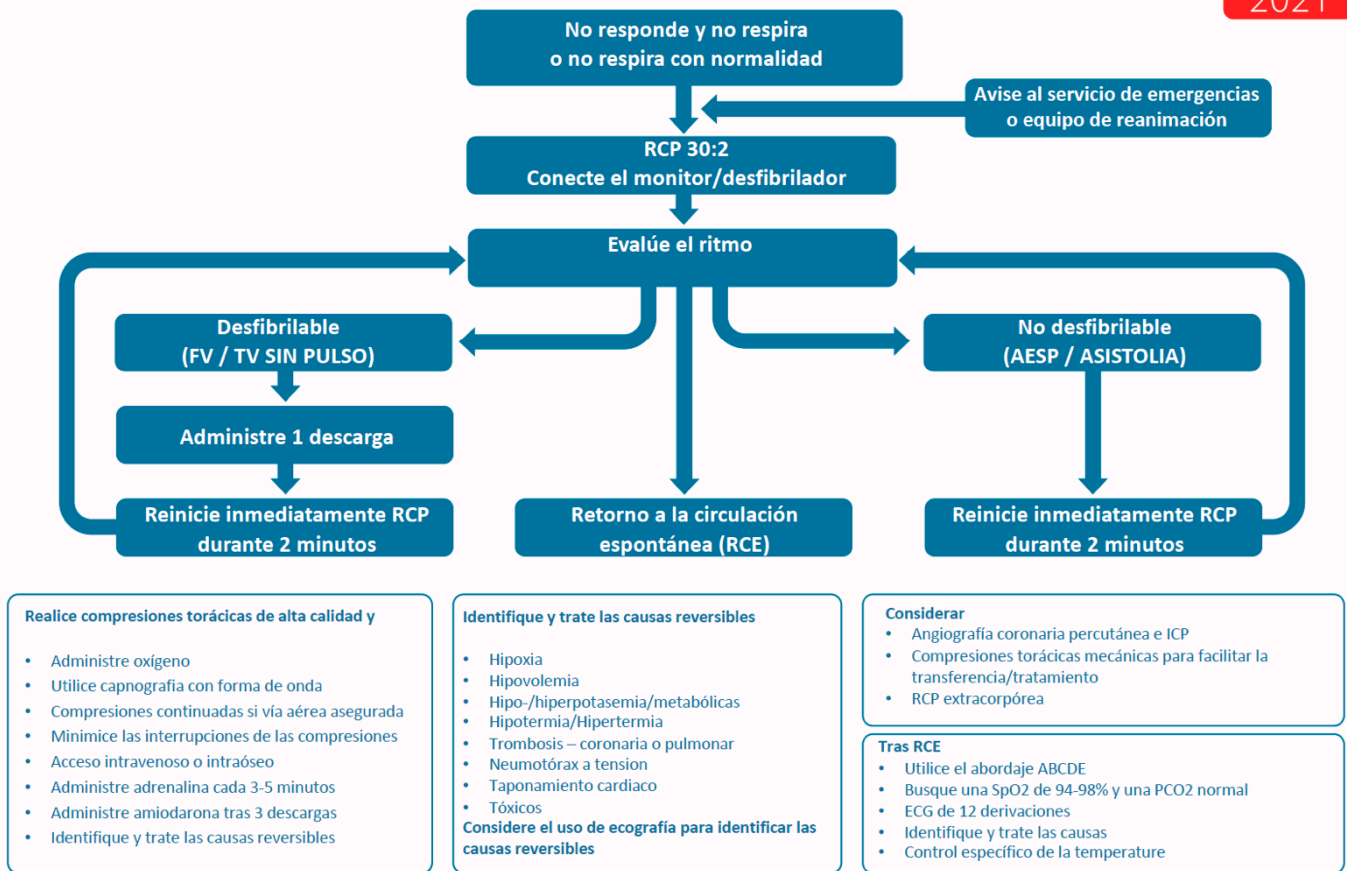 2021
No responde y no respira
o no respira con normalidad
Avise al servicio de emergencias
o equipo de reanimación
RCP 30:2
Conecte el monitor/desfibrilador
Evalúe el ritmo
Desfibrilable
(FV / TV SIN PULSO)
No desfibrilable
(AESP / ASISTOLIA)
Administre 1 descarga
Reinicie inmediatamente RCP
durante 2 minutos
Retorno a la circulación
espontánea (RCE)
Reinicie inmediatamente RCP
durante 2 minutos
Realice compresiones torácicas de alta calidad y
• Administre oxígeno
• Utilice capnografia con forma de onda
• Compresiones continuadas si vía aérea asegurada
• Minimice las interrupciones de las compresiones
• Acceso intravenoso o intraóseo
• Administre adrenalina cada 3-5 minutos
• Administre amiodarona tras 3 descargas
• Identifique y trate las causas reversibles
Identifique y trate las causas reversibles
• Hipoxia
• Hipovolemia
• Hipo-/hiperpotasemia/metabólicas
• Hipotermia/Hipertermia
• Trombosis – coronaria o pulmonar
• Neumotórax a tension
• Taponamiento cardiaco
• Tóxicos
Considere el uso de ecografía para identificar las
causas reversibles
Considerar
• Angiografía coronaria percutánea e ICP
• Compresiones torácicas mecánicas para facilitar la
transferencia/tratamiento
• RCP extracorpórea
Tras RCE
• Utilice el abordaje ABCDE
• Busque una SpO2 de 94-98% y una PCO2 normal
• ECG de 12 derivaciones
• Identifique y trate las causas
• Control específico de la temperature